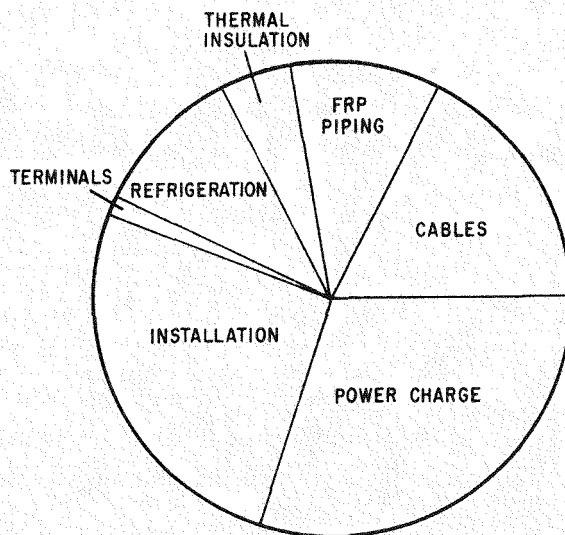 THERMAL
INSULATION
FRP
PIPING
TERMINALS
REFRIGERATION
CABLES
INSTALLATION
POWER CHARGE